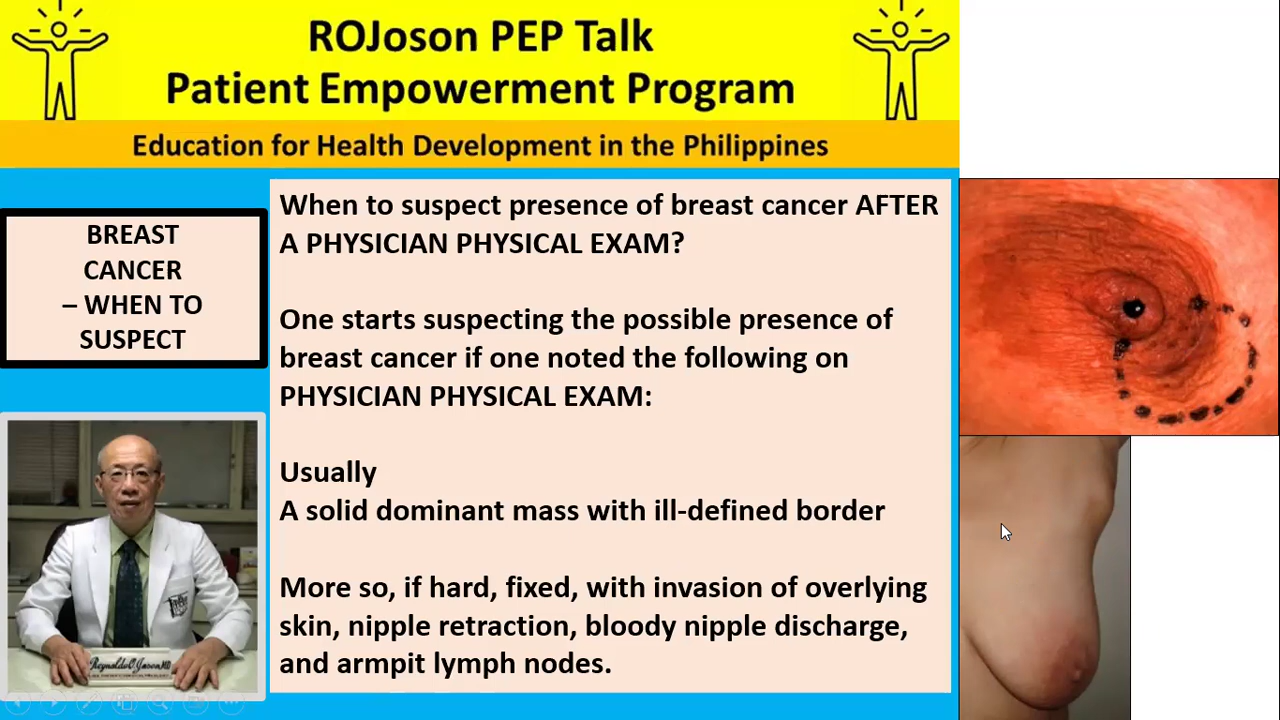 ROJoson PEP Talk
Patient Empowerment Program
Education for Health Development in the Philippines
BREAST
CANCER
– WHEN TO
SUSPECT
When to suspect presence of breast cancer AFTER
A PHYSICIAN PHYSICAL EXAM?
One starts suspecting the possible presence of
breast cancer if one noted the following on
PHYSICIAN PHYSICAL EXAM:
Usually
A solid dominant mass with ill-defined border
More so, if hard, fixed, with invasion of overlying
skin, nipple retraction, bloody nipple discharge,
and armpit lymph nodes.
Reynaldo O. Joson MD